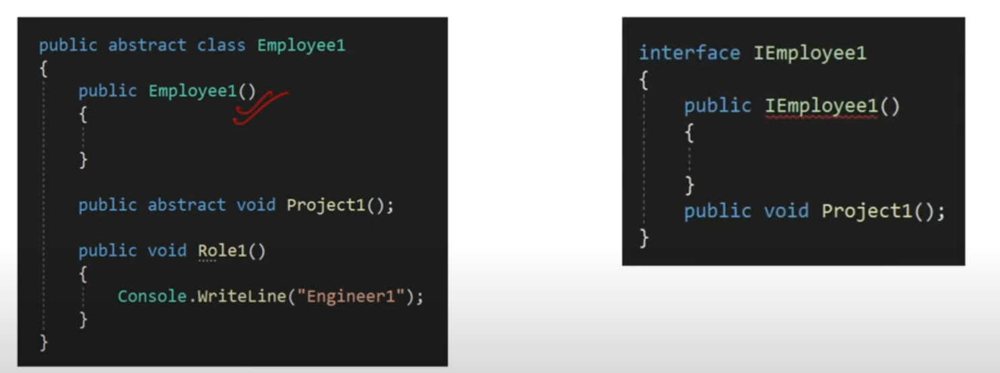 public abstract class Employee1
{
public Employee1()
{
}
public abstract void Project1();
public void Role1()
{
Console.WriteLine("Engineer1");
}
}
interface IEmployee1
{
public IEmployee1()
{
}
public void Project1();
}